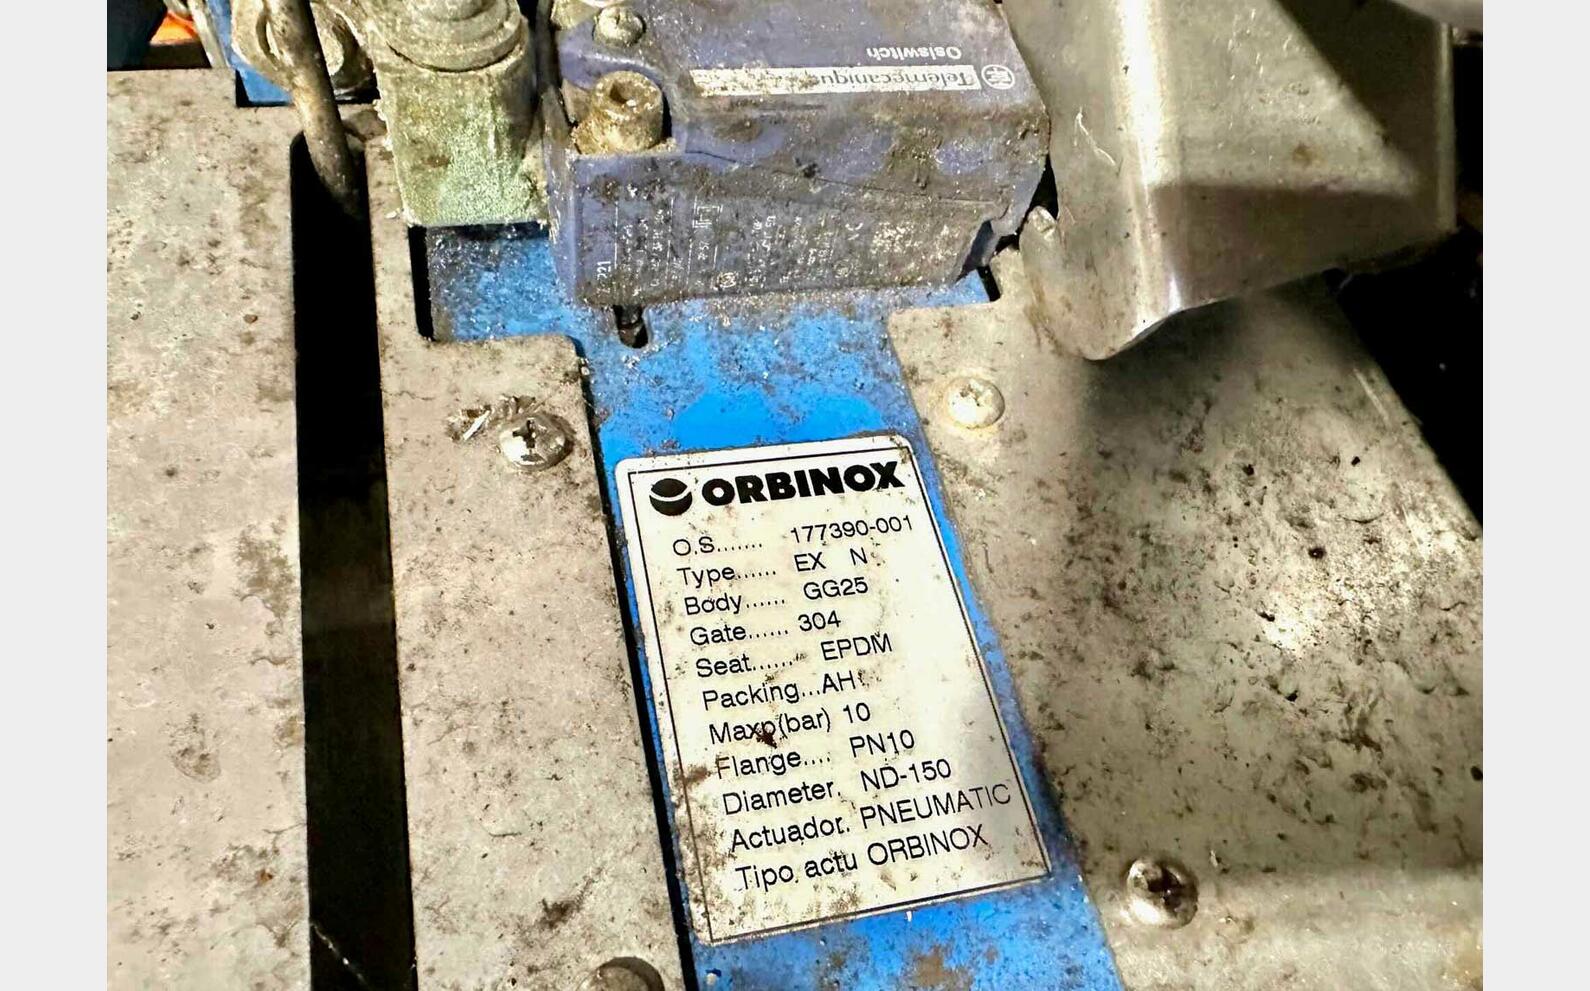 Telemecanique
Osiswitch
ORBINOX
O.S....... 177390-001
Type...... EX N
Body...... GG25
Gate...... 304
Seat...... EPDM
Packing...AH
Maxp(bar) 10
Flange.... PN10
Diameter. ND-150
Actuador. PNEUMATIC
Tipo actu ORBINOX